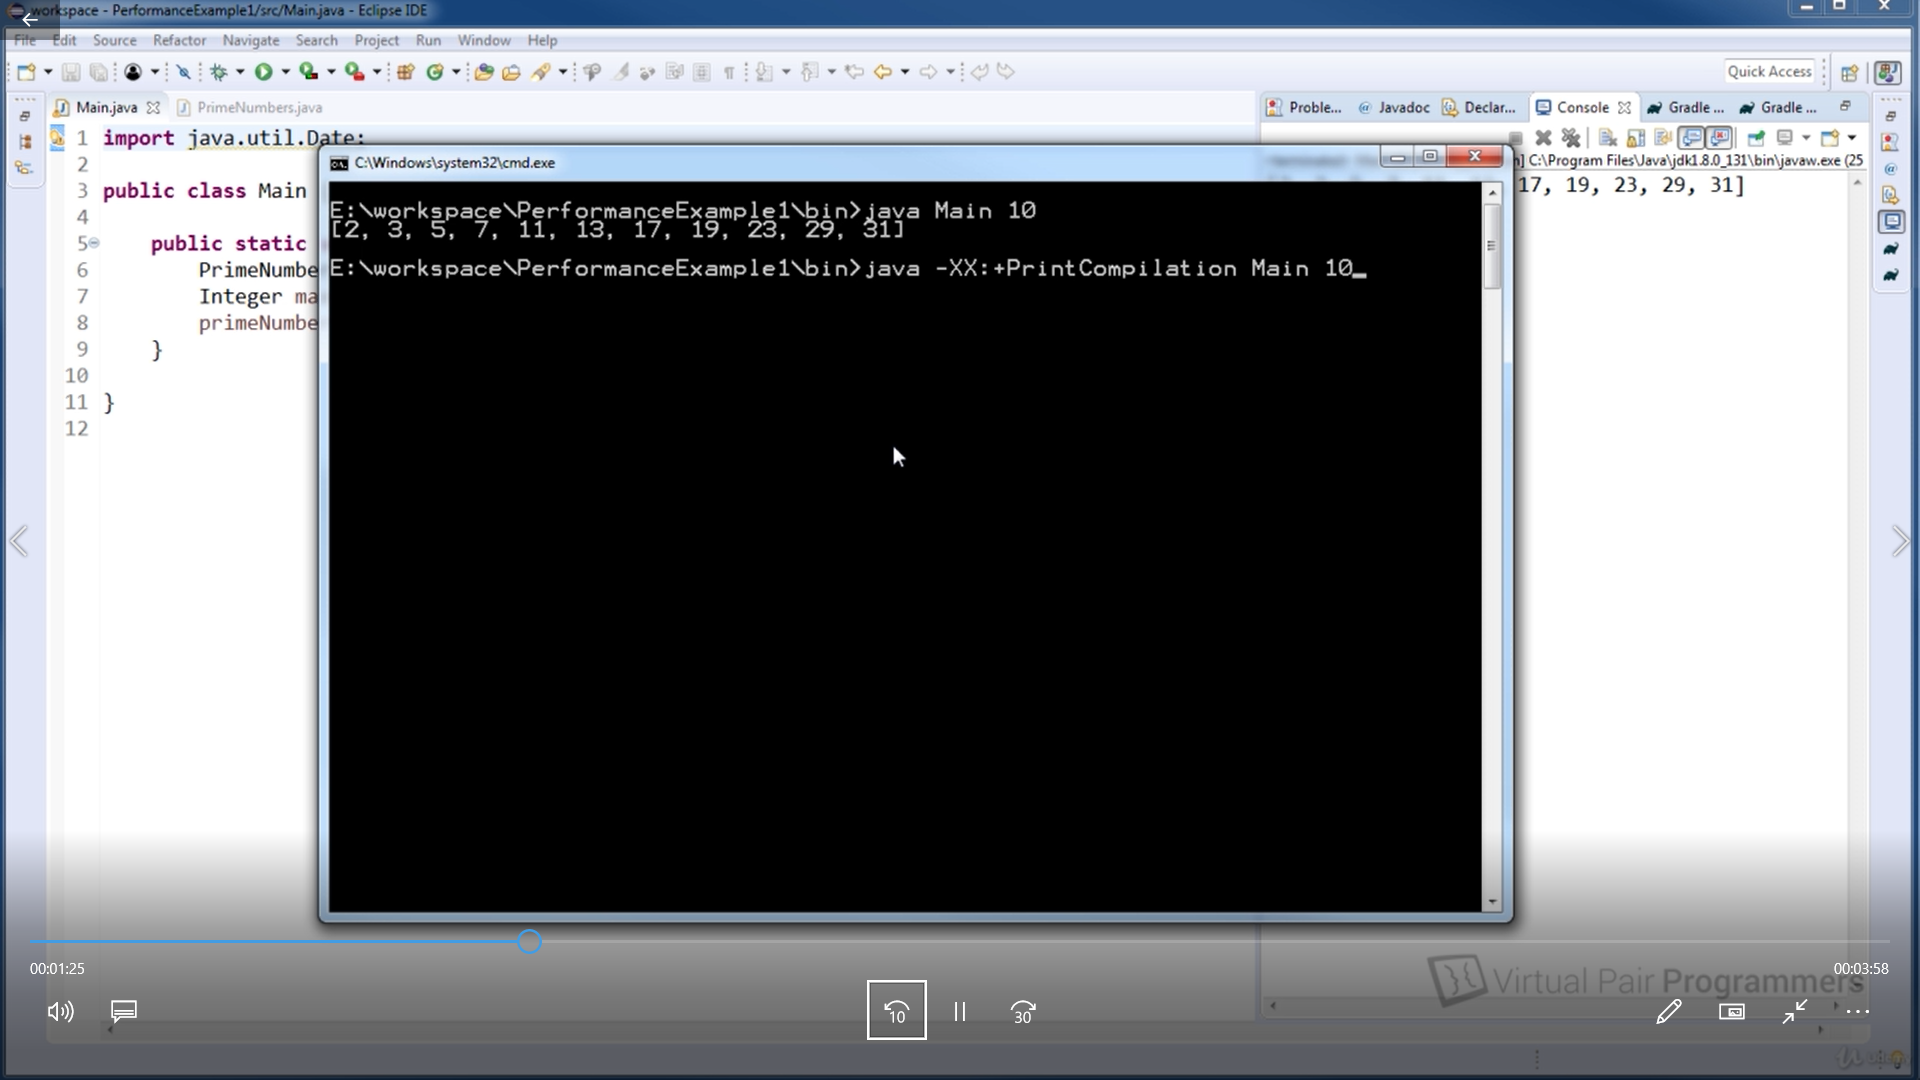 workspace - PerformanceExample1/src/Main.java - Eclipse IDE
File Edit Source Refactor Navigate Search Project Run Window Help
Quick Access
Main.java PrimeNumbers.java
Proble... @ Javadoc Declar... Console Gradle ... Gradle ...
1 import java.util.Date;
2
3 public class Main
4
5 public static
6 PrimeNumbe
7 Integer ma
8 primeNumbe
9 }
10
11 }
12
C:\Program Files\Java\jdk1.8.0_131\bin\javaw.exe (25
17, 19, 23, 29, 31]
C:\Windows\system32\cmd.exe
E:\workspace\PerformanceExample1\bin>java Main 10
[2, 3, 5, 7, 11, 13, 17, 19, 23, 29, 31]
E:\workspace\PerformanceExample1\bin>java -XX:+PrintCompilation Main 10_
00:01:25
00:03:58
Virtual Pair Programmers
10
30